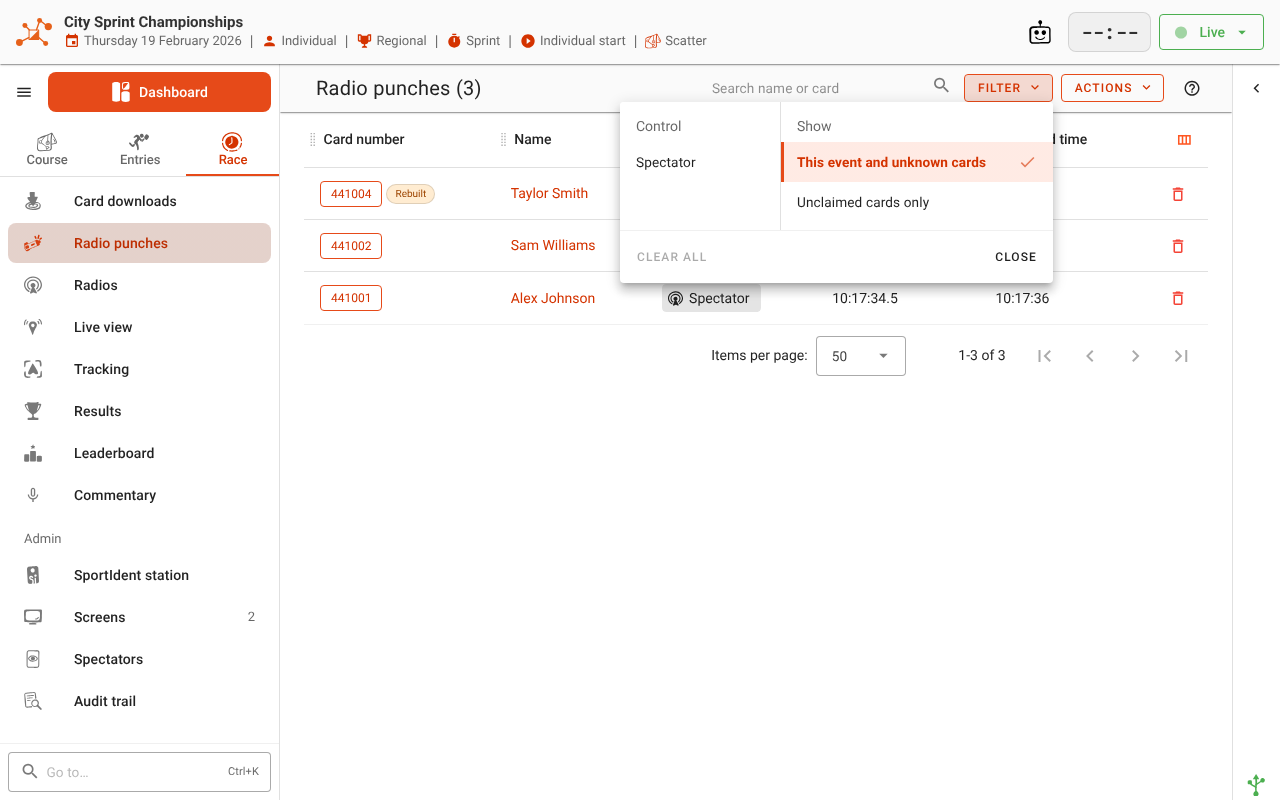 City Sprint Championships
Thursday 19 February 2026 | Individual | Regional | Sprint | Individual start | Scatter
--:--
Live
Dashboard
Radio punches (3)
Search name or card
FILTER
ACTIONS
Course
Entries
Race
Card downloads
Radio punches
Radios
Live view
Tracking
Results
Leaderboard
Commentary
Admin
SportIdent station
Screens 2
Spectators
Audit trail
Go to...
Ctrl+K
Card number
Name
time
Control
Show
Spectator
This event and unknown cards
Unclaimed cards only
CLEAR ALL
CLOSE
441004 Rebuilt Taylor Smith
441002 Sam Williams
441001 Alex Johnson Spectator 10:17:34.5 10:17:36
Items per page: 50 1-3 of 3